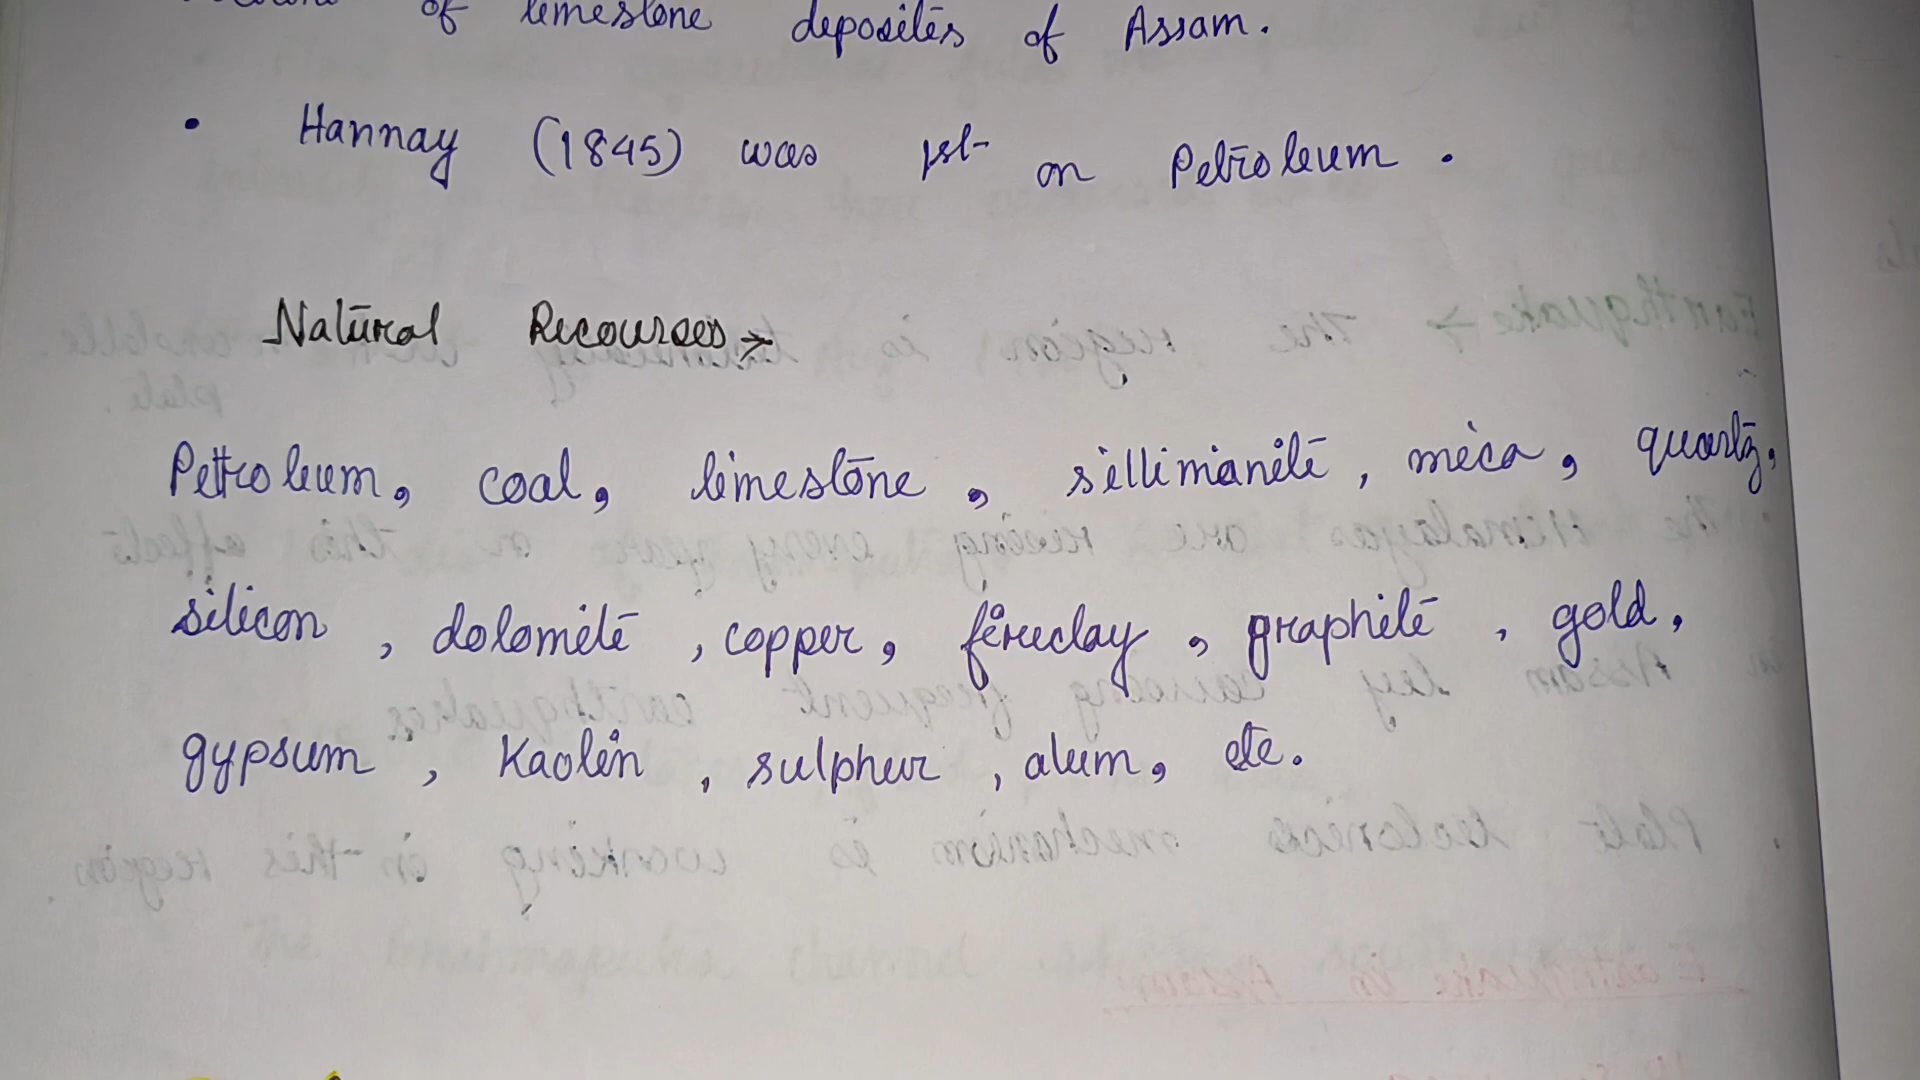 of limestone deposites of Assam.
• Hannay (1845) was 1st on Petroleum.
Natural Recourses →
Petroleum, coal, limestone, sillimanite, mica, quartz,
silicon, dolomite, copper, fireclay, graphite, gold,
gypsum, Kaolin, sulphur, alum, etc.